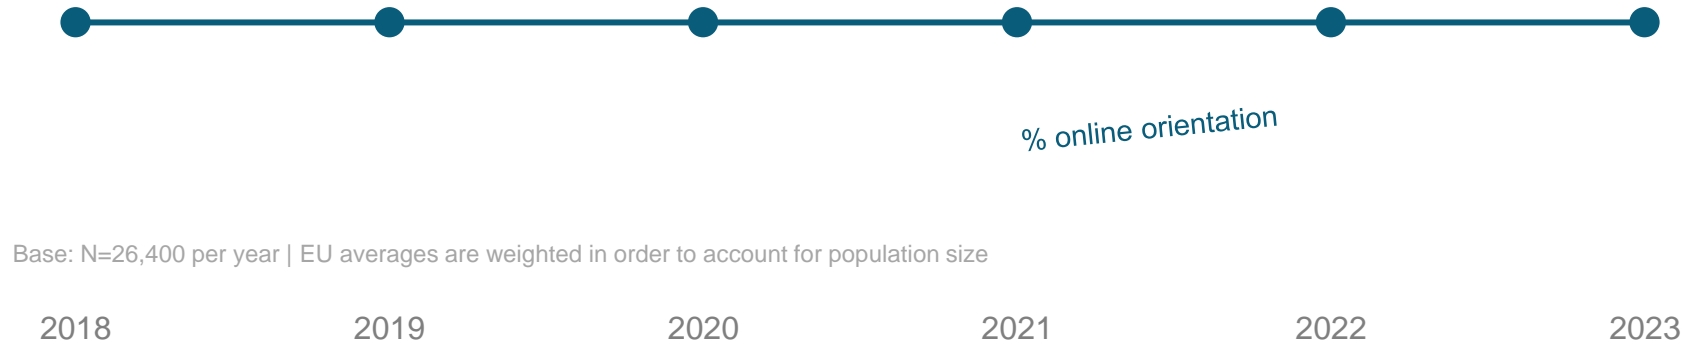 % online orientation
Base: N=26,400 per year | EU averages are weighted in order to account for population size
2018 2019 2020 2021 2022 2023